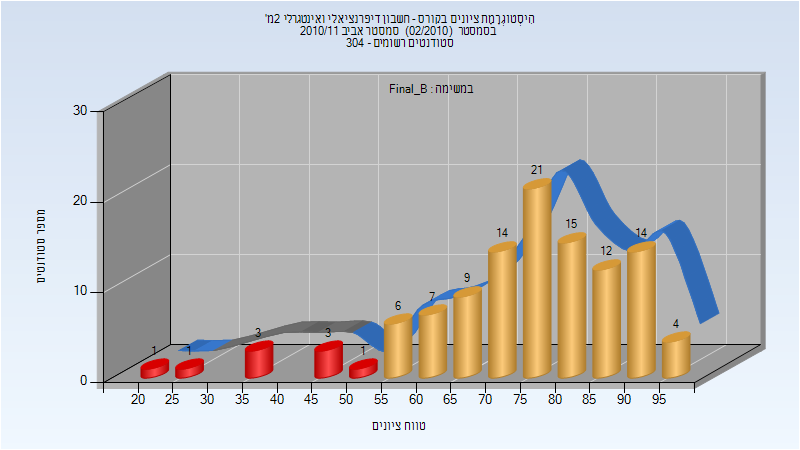 הִיסְטוֹגְרָמַת ציונים בקורס - חשבון דיפרנציאלי ואינטגרלי 2מ'
בסמסטר (02/2010) סמסטר אביב 2010/11
סטודנטים רשומים - 304
במשימה : Final_B
מספר סטודנטים
30
20
10
0
1 1 3 3 1 6 7 9 14 21 15 12 14 4
20 25 30 35 40 45 50 55 60 65 70 75 80 85 90 95
טווח ציונים